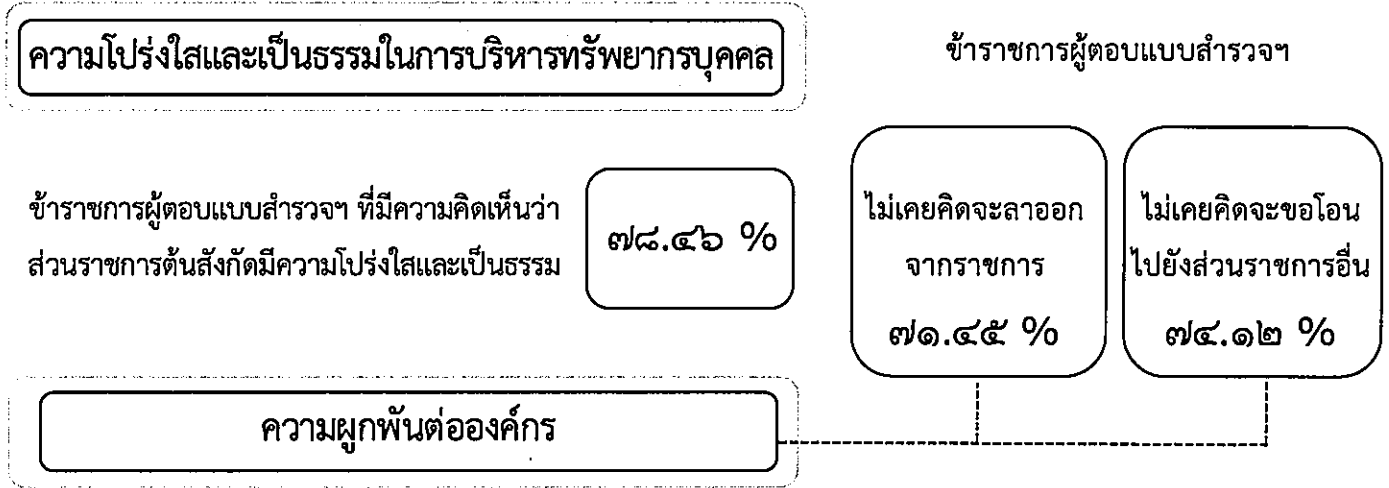 ความโปร่งใสและเป็นธรรมในการบริหารทรัพยากรบุคคล
ข้าราชการผู้ตอบแบบสำรวจฯ ที่มีความคิดเห็นว่า
ส่วนราชการต้นสังกัดมีความโปร่งใสและเป็นธรรม
๗๘.๔๖ %
ข้าราชการผู้ตอบแบบสำรวจฯ
ไม่เคยคิดจะลาออก
จากราชการ
๗๑.๔๕ %
ไม่เคยคิดจะขอโอน
ไปยังส่วนราชการอื่น
๗๔.๑๒ %
ความผูกพันต่อองค์กร